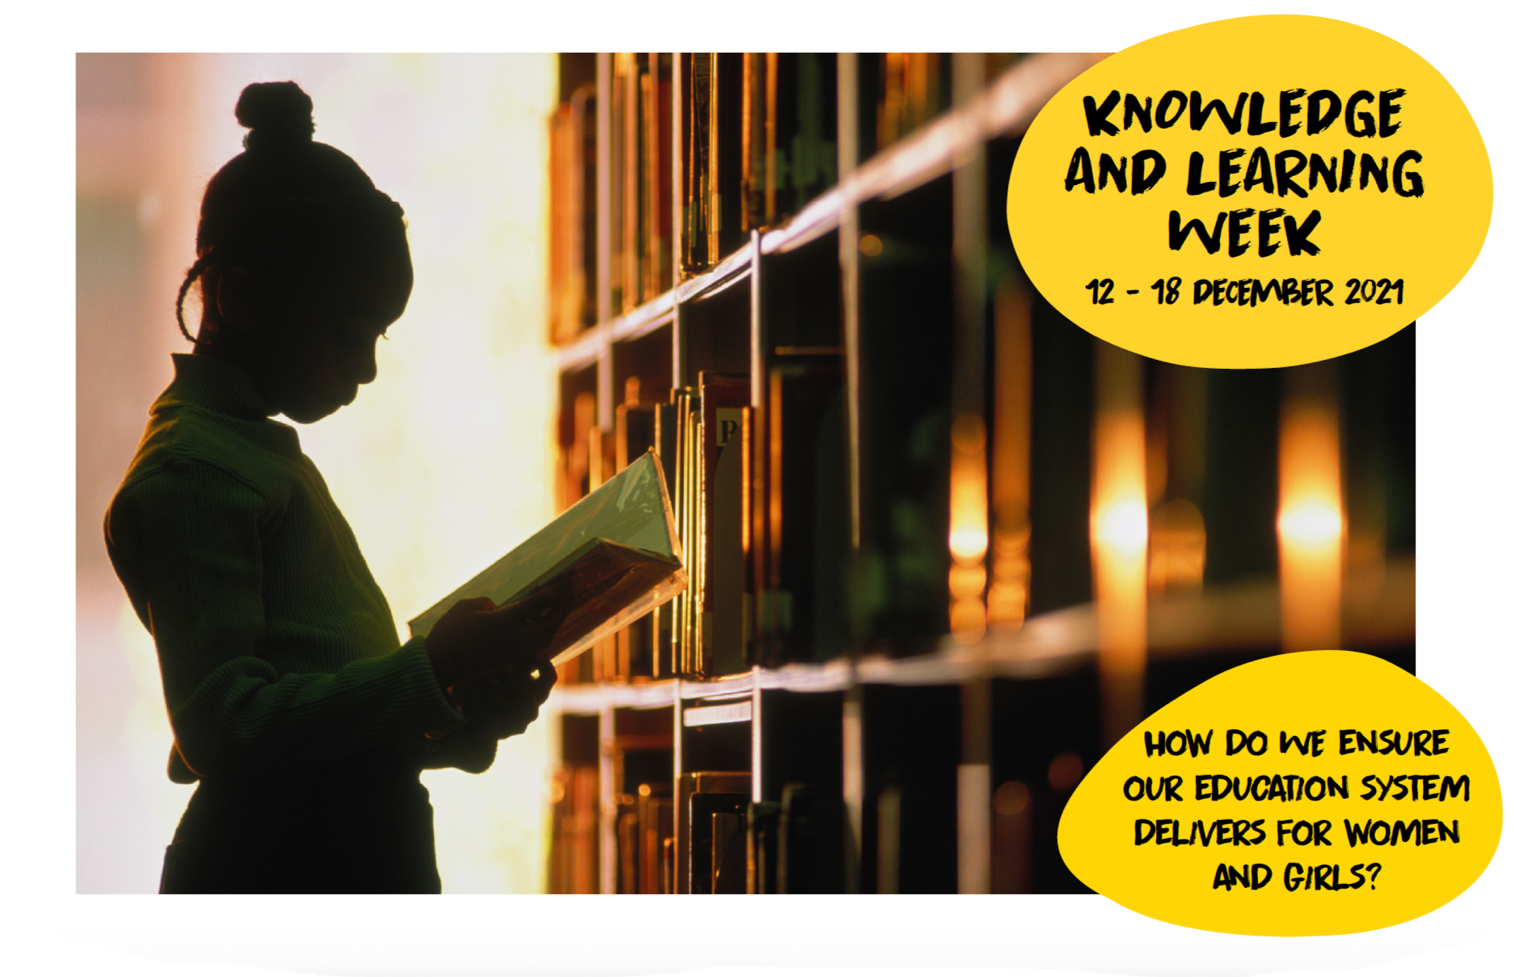 KNOWLEDGE
AND LEARNING
WEEK
12 - 18 DECEMBER 2021
HOW DO WE ENSURE
OUR EDUCATION SYSTEM
DELIVERS FOR WOMEN
AND GIRLS?